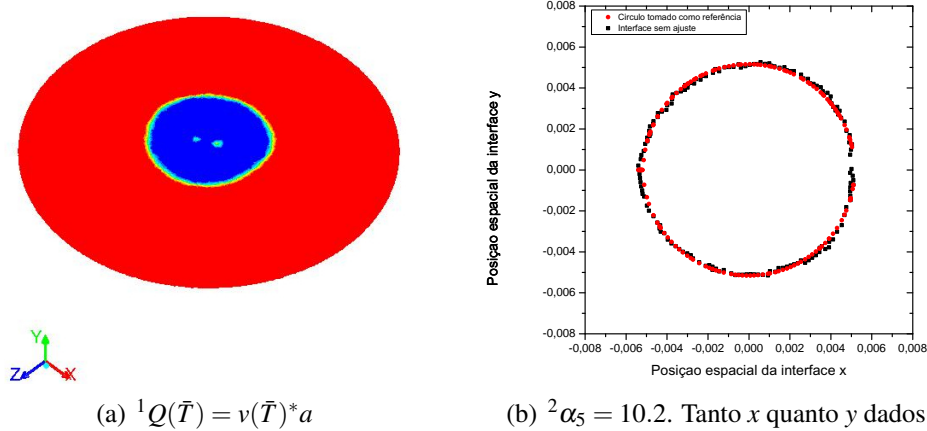 Y
Z
X
0,008
0,006
0,004
0,002
0,000
-0,002
-0,004
-0,006
-0,008
Posiçao espacial da interface y
Circulo tomado como referência
Interface sem ajuste
-0,008 -0,006 -0,004 -0,002 0,000 0,002 0,004 0,006 0,008
Posiçao espacial da interface x
(a) ¹Q(T̄) = v(T̄)*a
(b) ²α₅ = 10.2. Tanto x quanto y dados